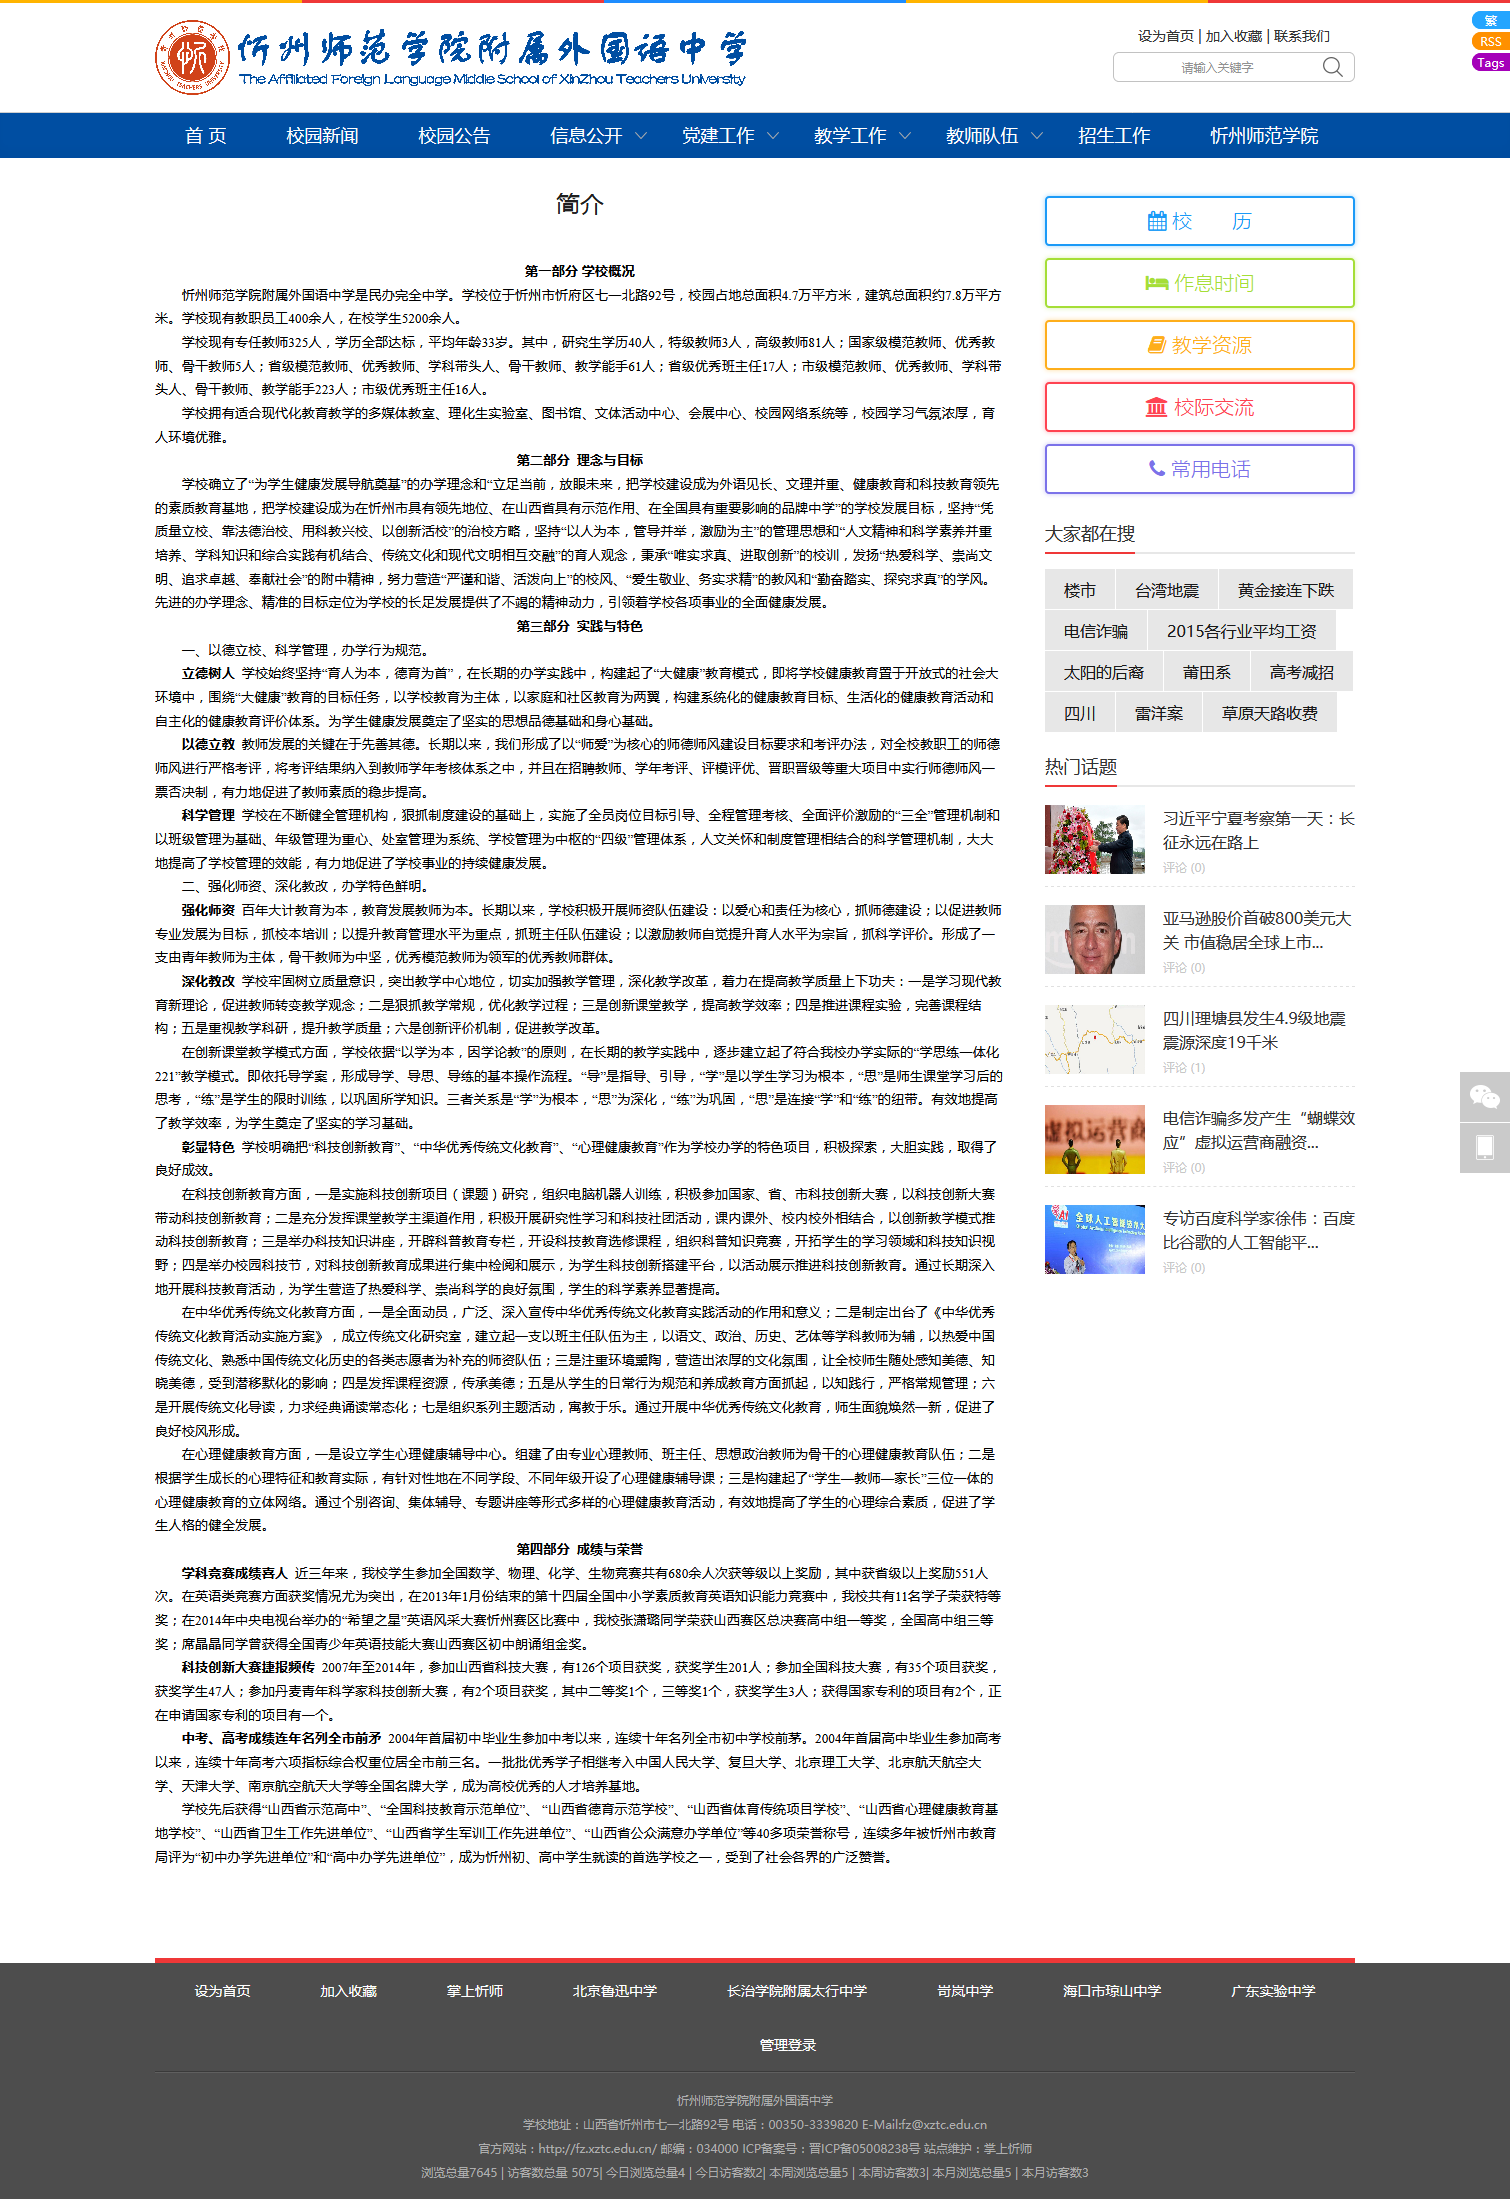 忻州师范学院附属外国语中学
The Affiliated Foreign Language Middle School of XinZhou Teachers University
设为首页 | 加入收藏 | 联系我们
请输入关键字
繁
RSS
Tags
首 页 校园新闻 校园公告 信息公开 党建工作 教学工作 教师队伍 招生工作 忻州师范学院
简介
第一部分 学校概况
忻州师范学院附属外国语中学是民办完全中学。学校位于忻州市忻府区七一北路92号，校园占地总面积4.7万平方米，建筑总面积约7.8万平方
米。学校现有教职员工400余人，在校学生5200余人。
学校现有专任教师325人，学历全部达标，平均年龄33岁。其中，研究生学历40人，特级教师3人，高级教师81人；国家级模范教师、优秀教
师、骨干教师5人；省级模范教师、优秀教师、学科带头人、骨干教师、教学能手61人；省级优秀班主任17人；市级模范教师、优秀教师、学科带
头人、骨干教师、教学能手223人；市级优秀班主任16人。
学校拥有适合现代化教育教学的多媒体教室、理化生实验室、图书馆、文体活动中心、会展中心、校园网络系统等，校园学习气氛浓厚，育
人环境优雅。
第二部分 理念与目标
学校确立了“为学生健康发展导航奠基”的办学理念和“立足当前，放眼未来，把学校建设成为外语见长、文理并重、健康教育和科技教育领先
的素质教育基地，把学校建设成为在忻州市具有领先地位、在山西省具有示范作用、在全国具有重要影响的品牌中学”的学校发展目标，坚持“凭
质量立校、靠法德治校、用科教兴校、以创新活校”的治校方略，坚持“以人为本，管导并举，激励为主”的管理思想和“人文精神和科学素养并重
培养、学科知识和综合实践有机结合、传统文化和现代文明相互交融”的育人观念，秉承“唯实求真、进取创新”的校训，发扬“热爱科学、崇尚文
明、追求卓越、奉献社会”的附中精神，努力营造“严谨和谐、活泼向上”的校风、“爱生敬业、务实求精”的教风和“勤奋踏实、探究求真”的学风。
先进的办学理念、精准的目标定位为学校的长足发展提供了不竭的精神动力，引领着学校各项事业的全面健康发展。
第三部分 实践与特色
一、以德立校、科学管理，办学行为规范。
立德树人 学校始终坚持“育人为本，德育为首”，在长期的办学实践中，构建起了“大健康”教育模式，即将学校健康教育置于开放式的社会大
环境中，围绕“大健康”教育的目标任务，以学校教育为主体，以家庭和社区教育为两翼，构建系统化的健康教育目标、生活化的健康教育活动和
自主化的健康教育评价体系。为学生健康发展奠定了坚实的思想品德基础和身心基础。
以德立教 教师发展的关键在于先善其德。长期以来，我们形成了以“师爱”为核心的师德师风建设目标要求和考评办法，对全校教职工的师德
师风进行严格考评，将考评结果纳入到教师学年考核体系之中，并且在招聘教师、学年考评、评模评优、晋职晋级等重大项目中实行师德师风一
票否决制，有力地促进了教师素质的稳步提高。
科学管理 学校在不断健全管理机构，狠抓制度建设的基础上，实施了全员岗位目标引导、全程管理考核、全面评价激励的“三全”管理机制和
以班级管理为基础、年级管理为重心、处室管理为系统、学校管理为中枢的“四级”管理体系，人文关怀和制度管理相结合的科学管理机制，大大
地提高了学校管理的效能，有力地促进了学校事业的持续健康发展。
二、强化师资、深化教改，办学特色鲜明。
强化师资 百年大计教育为本，教育发展教师为本。长期以来，学校积极开展师资队伍建设：以爱心和责任为核心，抓师德建设；以促进教师
专业发展为目标，抓校本培训；以提升教育管理水平为重点，抓班主任队伍建设；以激励教师自觉提升育人水平为宗旨，抓科学评价。形成了一
支由青年教师为主体，骨干教师为中坚，优秀模范教师为领军的优秀教师群体。
深化教改 学校牢固树立质量意识，突出教学中心地位，切实加强教学管理，深化教学改革，着力在提高教学质量上下功夫：一是学习现代教
育新理论，促进教师转变教学观念；二是狠抓教学常规，优化教学过程；三是创新课堂教学，提高教学效率；四是推进课程实验，完善课程结
构；五是重视教学科研，提升教学质量；六是创新评价机制，促进教学改革。
在创新课堂教学模式方面，学校依据“以学为本，因学论教”的原则，在长期的教学实践中，逐步建立起了符合我校办学实际的“学思练一体化
221”教学模式。即依托导学案，形成导学、导思、导练的基本操作流程。“导”是指导、引导，“学”是以学生学习为根本，“思”是师生课堂学习后的
思考，“练”是学生的限时训练，以巩固所学知识。三者关系是“学”为根本，“思”为深化，“练”为巩固，“思”是连接“学”和“练”的纽带。有效地提高
了教学效率，为学生奠定了坚实的学习基础。
彰显特色 学校明确把“科技创新教育”、“中华优秀传统文化教育”、“心理健康教育”作为学校办学的特色项目，积极探索，大胆实践，取得了
良好成效。
在科技创新教育方面，一是实施科技创新项目（课题）研究，组织电脑机器人训练，积极参加国家、省、市科技创新大赛，以科技创新大赛
带动科技创新教育；二是充分发挥课堂教学主渠道作用，积极开展研究性学习和科技社团活动，课内课外、校内校外相结合，以创新教学模式推
动科技创新教育；三是举办科技知识讲座，开辟科普教育专栏，开设科技教育选修课程，组织科普知识竞赛，开拓学生的学习领域和科技知识视
野；四是举办校园科技节，对科技创新教育成果进行集中检阅和展示，为学生科技创新搭建平台，以活动展示推进科技创新教育。通过长期深入
地开展科技活动，为学生营造了热爱科学、崇尚科学的良好氛围，学生的科学素养显著提高。
在中华优秀传统文化教育方面，一是全面动员，广泛、深入宣传中华优秀传统文化教育实践活动的作用和意义；二是制定出台了《中华优秀
传统文化教育活动实施方案》，成立传统文化研究室，建立起一支以班主任队伍为主，以语文、政治、历史、艺体等学科教师为辅，以热爱中国
传统文化、熟悉中国传统文化历史的各类志愿者为补充的师资队伍；三是注重环境熏陶，营造出浓厚的文化氛围，让全校师生随处感知美德、知
晓美德，受到潜移默化的影响；四是发挥课程资源，传承美德；五是从学生的日常行为规范和养成教育方面抓起，以知践行，严格常规管理；六
是开展传统文化导读，力求经典诵读常态化；七是组织系列主题活动，寓教于乐。通过开展中华优秀传统文化教育，师生面貌焕然一新，促进了
良好校风形成。
在心理健康教育方面，一是设立学生心理健康辅导中心。组建了由专业心理教师、班主任、思想政治教师为骨干的心理健康教育队伍；二是
根据学生成长的心理特征和教育实际，有针对性地在不同学段、不同年级开设了心理健康辅导课；三是构建起了“学生—教师—家长”三位一体的
心理健康教育的立体网络。通过个别咨询、集体辅导、专题讲座等形式多样的心理健康教育活动，有效地提高了学生的心理综合素质，促进了学
生人格的健全发展。
第四部分 成绩与荣誉
学科竞赛成绩喜人 近三年来，我校学生参加全国数学、物理、化学、生物竞赛共有680余人次获等级以上奖励，其中获省级以上奖励551人
次。在英语类竞赛方面获奖情况尤为突出，在2013年1月份结束的第十四届全国中小学素质教育英语知识能力竞赛中，我校共有11名学子荣获特等
奖；在2014年中央电视台举办的“希望之星”英语风采大赛忻州赛区比赛中，我校张潇璐同学荣获山西赛区总决赛高中组一等奖，全国高中组三等
奖；席晶晶同学曾获得全国青少年英语技能大赛山西赛区初中朗诵组金奖。
科技创新大赛捷报频传 2007年至2014年，参加山西省科技大赛，有126个项目获奖，获奖学生201人；参加全国科技大赛，有35个项目获奖，
获奖学生47人；参加丹麦青年科学家科技创新大赛，有2个项目获奖，其中二等奖1个，三等奖1个，获奖学生3人；获得国家专利的项目有2个，正
在申请国家专利的项目有一个。
中考、高考成绩连年名列全市前矛 2004年首届初中毕业生参加中考以来，连续十年名列全市初中学校前茅。2004年首届高中毕业生参加高考
以来，连续十年高考六项指标综合权重位居全市前三名。一批批优秀学子相继考入中国人民大学、复旦大学、北京理工大学、北京航天航空大
学、天津大学、南京航空航天大学等全国名牌大学，成为高校优秀的人才培养基地。
学校先后获得“山西省示范高中”、“全国科技教育示范单位”、“山西省德育示范学校”、“山西省体育传统项目学校”、“山西省心理健康教育基
地学校”、“山西省卫生工作先进单位”、“山西省学生军训工作先进单位”、“山西省公众满意办学单位”等40多项荣誉称号，连续多年被忻州市教育
局评为“初中办学先进单位”和“高中办学先进单位”，成为忻州初、高中学生就读的首选学校之一，受到了社会各界的广泛赞誉。
校 历
作息时间
教学资源
校际交流
常用电话
大家都在搜
楼市 台湾地震 黄金接连下跌
电信诈骗 2015各行业平均工资
太阳的后裔 莆田系 高考减招
四川 雷洋案 草原天路收费
热门话题
习近平宁夏考察第一天：长
征永远在路上
评论 (0)
亚马逊股价首破800美元大
关 市值稳居全球上市...
评论 (0)
四川理塘县发生4.9级地震
震源深度19千米
评论 (1)
电信诈骗多发产生“蝴蝶效
应”虚拟运营商融资...
评论 (0)
专访百度科学家徐伟：百度
比谷歌的人工智能平...
评论 (0)
设为首页 加入收藏 掌上忻师 北京鲁迅中学 长治学院附属太行中学 岢岚中学 海口市琼山中学 广东实验中学
管理登录
忻州师范学院附属外国语中学
学校地址：山西省忻州市七一北路92号 电话：00350-3339820 E-Mail:fz@xztc.edu.cn
官方网站：http://fz.xztc.edu.cn/ 邮编：034000 ICP备案号：晋ICP备05008238号 站点维护：掌上忻师
浏览总量7645 | 访客数总量 5075| 今日浏览总量4 | 今日访客数2| 本周浏览总量5 | 本周访客数3| 本月浏览总量5 | 本月访客数3